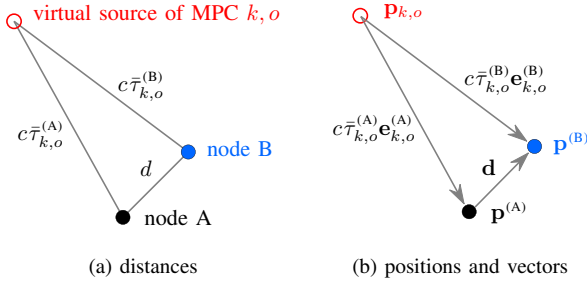 virtual source of MPC k, o
cτ̄_{k,o}^{(B)}
cτ̄_{k,o}^{(A)}
node B
d
node A
(a) distances
𝐩_{k,o}
cτ̄_{k,o}^{(B)} 𝐞_{k,o}^{(B)}
cτ̄_{k,o}^{(A)} 𝐞_{k,o}^{(A)}
𝐩^{(B)}
𝐝
𝐩^{(A)}
(b) positions and vectors